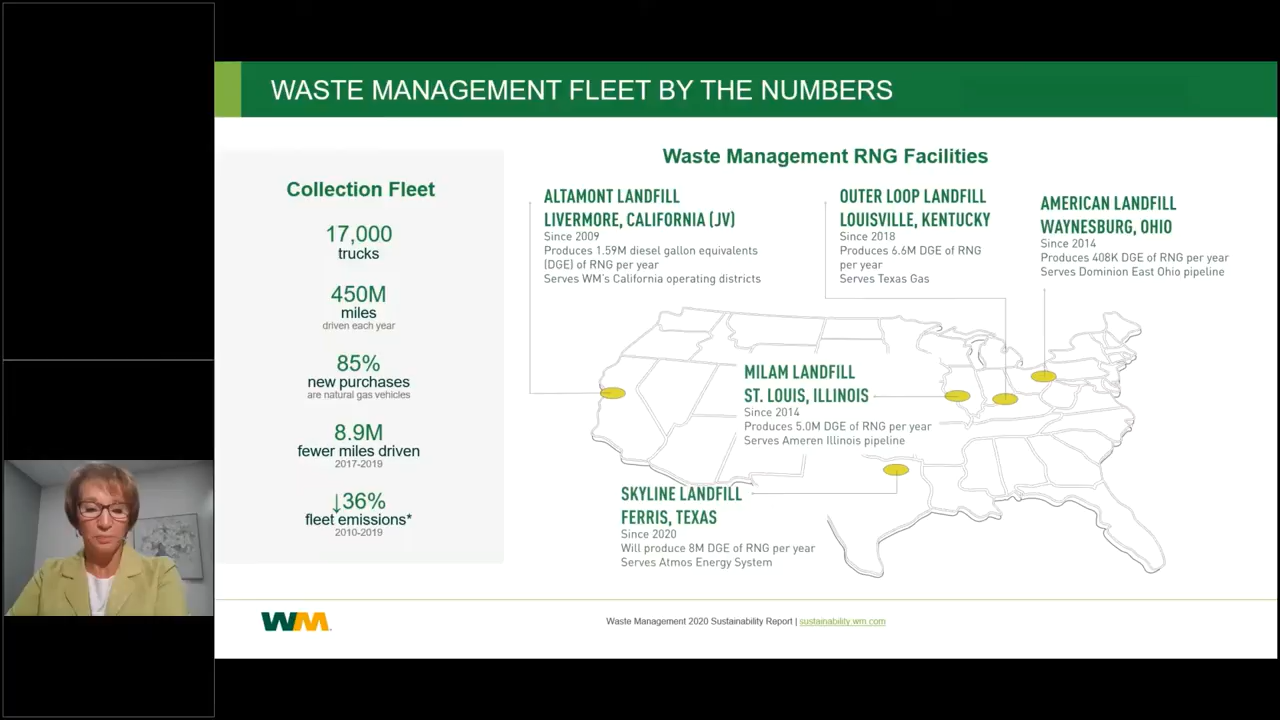 WASTE MANAGEMENT FLEET BY THE NUMBERS
Collection Fleet
17,000
trucks
450M
miles
driven each year
85%
new purchases
are natural gas vehicles
8.9M
fewer miles driven
2017-2019
↓36%
fleet emissions*
2010-2019
Waste Management RNG Facilities
ALTAMONT LANDFILL
LIVERMORE, CALIFORNIA (JV)
Since 2009
Produces 1.59M diesel gallon equivalents
(DGE) of RNG per year
Serves WM's California operating districts
OUTER LOOP LANDFILL
LOUISVILLE, KENTUCKY
Since 2018
Produces 6.6M DGE of RNG
per year
Serves Texas Gas
AMERICAN LANDFILL
WAYNESBURG, OHIO
Since 2014
Produces 408K DGE of RNG per year
Serves Dominion East Ohio pipeline
MILAM LANDFILL
ST. LOUIS, ILLINOIS
Since 2014
Produces 5.0M DGE of RNG per year
Serves Ameren Illinois pipeline
SKYLINE LANDFILL
FERRIS, TEXAS
Since 2020
Will produce 8M DGE of RNG per year
Serves Atmos Energy System
WM
Waste Management 2020 Sustainability Report | sustainability.wm.com